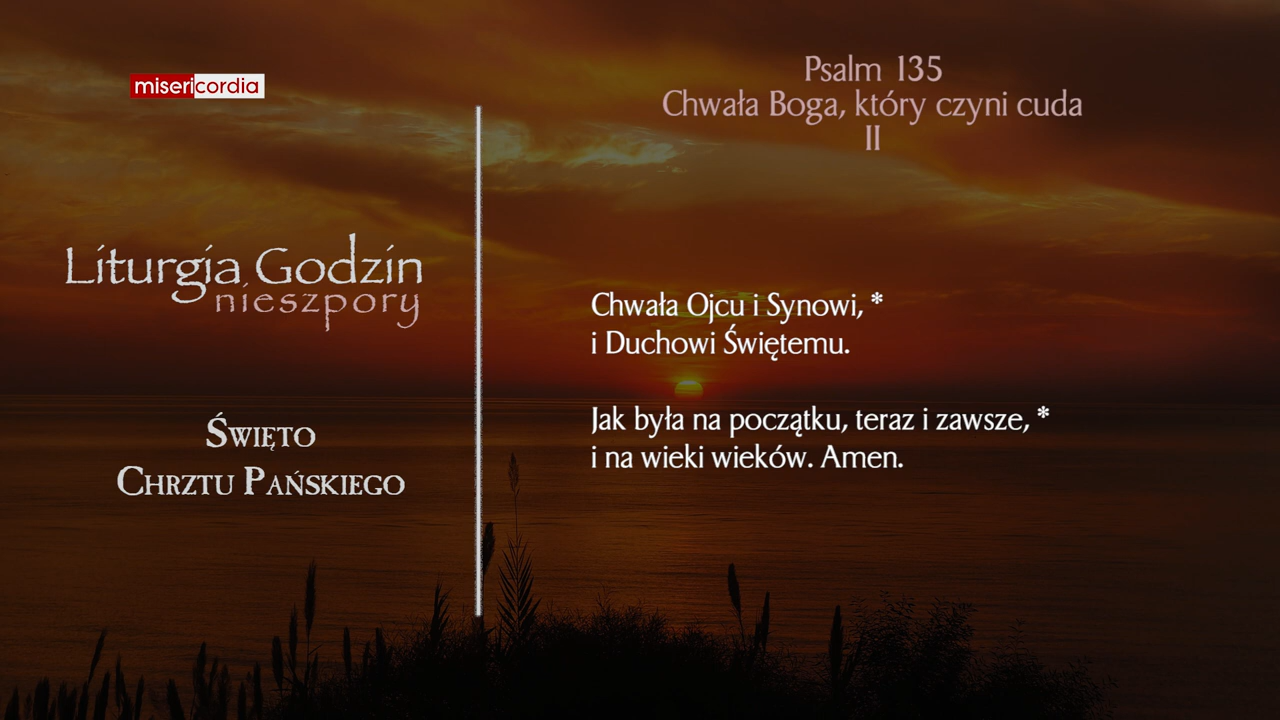 misericordia
Liturgia Godzin
nieszpory
Święto
Chrztu Pańskiego
Psalm 135
Chwała Boga, który czyni cuda
II
Chwała Ojcu i Synowi, *
i Duchowi Świętemu.
Jak była na początku, teraz i zawsze, *
i na wieki wieków. Amen.